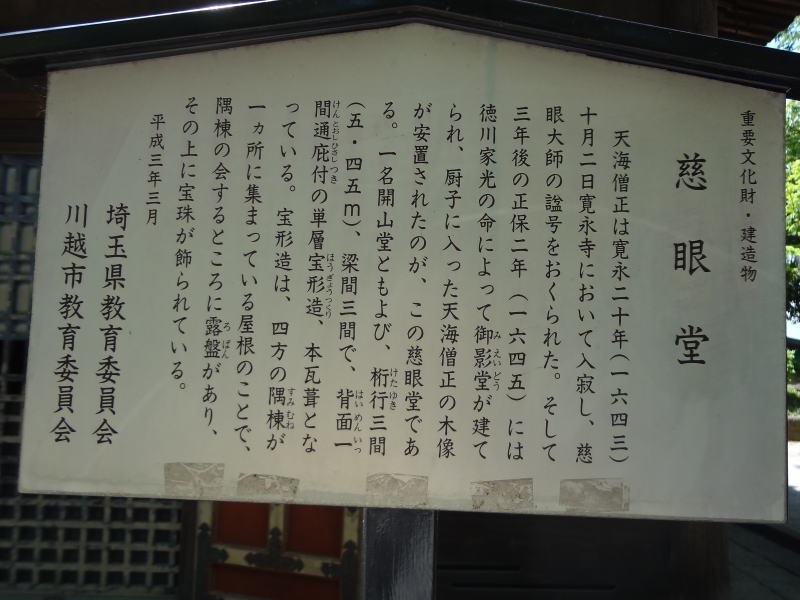 重要文化財・建造物
慈眼堂
天海僧正は寛永二十年(一六四三)
十月二日寛永寺において入寂し、慈
眼大師の諡号をおくられた。そして
三年後の正保二年(一六四五)には
徳川家光の命によって御影堂が建て
られ、厨子に入った天海僧正の木像
が安置されたのが、この慈眼堂であ
る。一名開山堂ともよび、桁行三間
(五・四五m)、梁間三間で、背面一
間通庇付の単層宝形造、本瓦葺とな
っている。宝形造は、四方の隅棟が
一ヵ所に集まっている屋根のことで、
隅棟の会するところに露盤があり、
その上に宝珠が飾られている。
平成三年三月
埼玉県教育委員会
川越市教育委員会